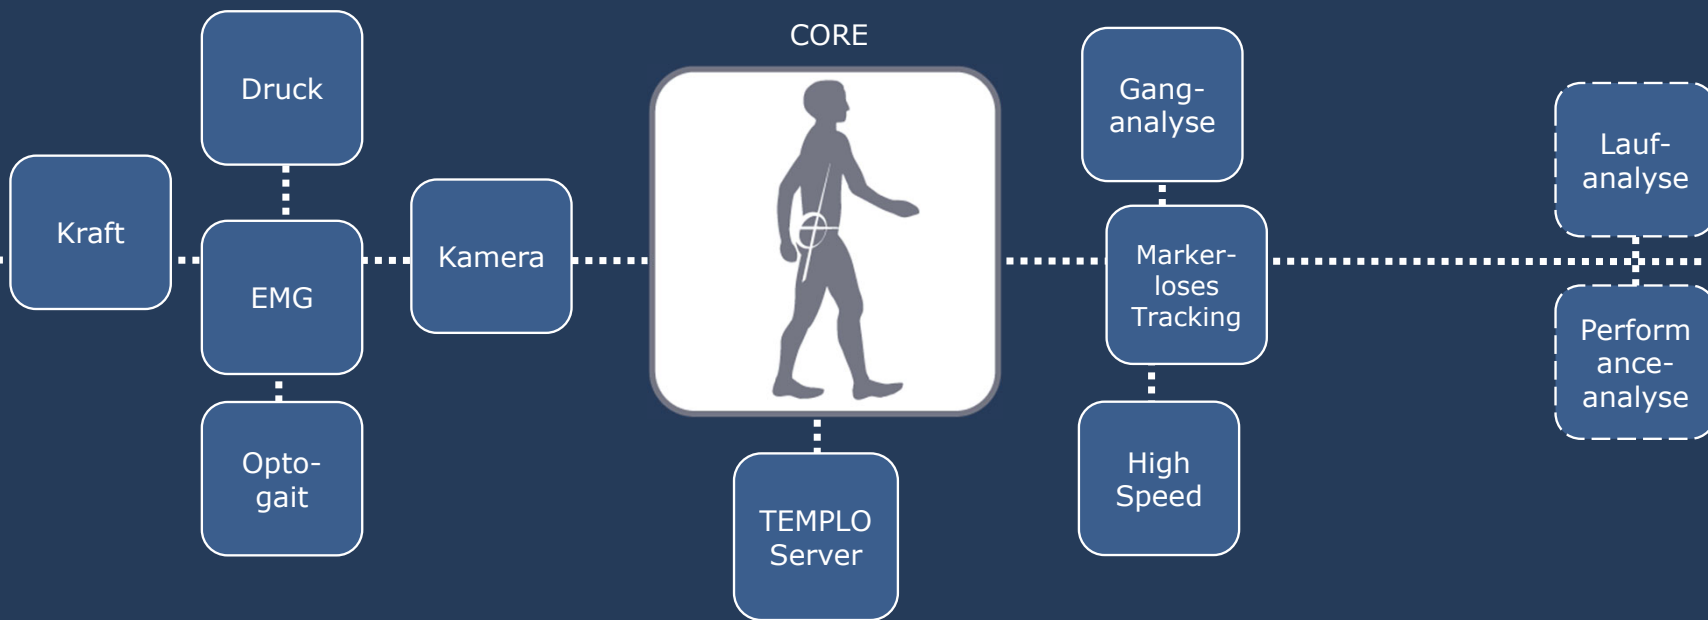 CORE
Druck
Kraft
EMG
Opto-
gait
Kamera
TEMPLO
Server
Gang-
analyse
Marker-
loses
Tracking
High
Speed
Lauf-
analyse
Perform
ance-
analyse